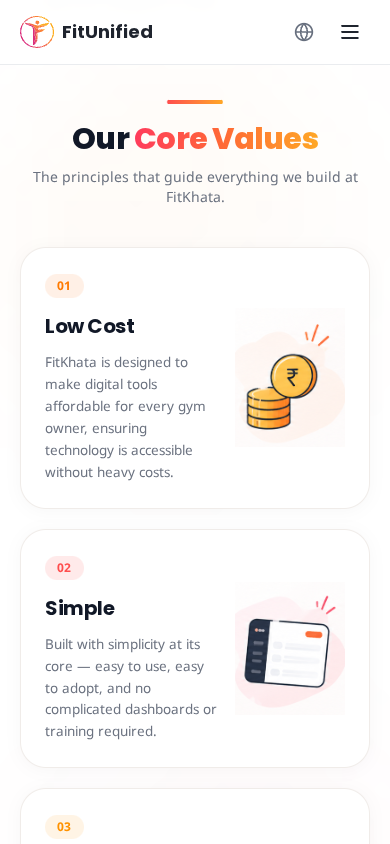 FitUnified
Our Core Values
The principles that guide everything we build at
FitKhata.
01
Low Cost
FitKhata is designed to
make digital tools
affordable for every gym
owner, ensuring
technology is accessible
without heavy costs.
₹
02
Simple
Built with simplicity at its
core — easy to use, easy
to adopt, and no
complicated dashboards or
training required.
03